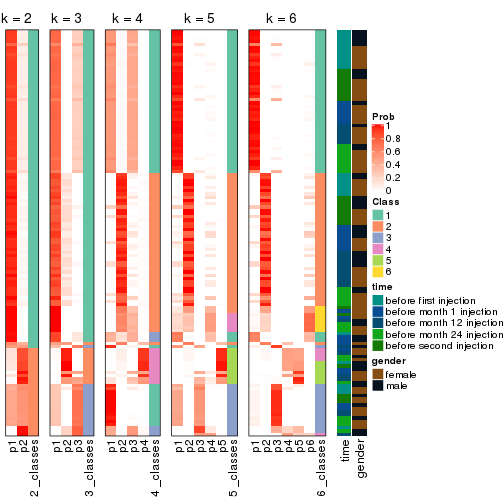 k = 2 k = 3 k = 4 k = 5 k = 6
Prob
1
0.8
0.6
0.4
0.2
0
Class
1
2
3
4
5
6
time
before first injection
before month 1 injection
before month 12 injection
before month 24 injection
before second injection
gender
female
male
p1 p2 2_classes
p1 p2 p3 3_classes
p1 p2 p3 p4 4_classes
p1 p2 p3 p4 p5 5_classes
p1 p2 p3 p4 p5 p6 6_classes
time gender